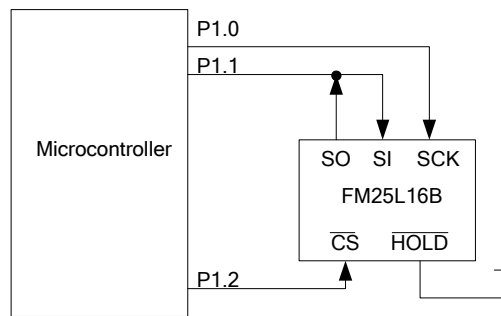 P1.0
P1.1
Microcontroller
SO SI SCK
FM25L16B
CS HOLD
P1.2